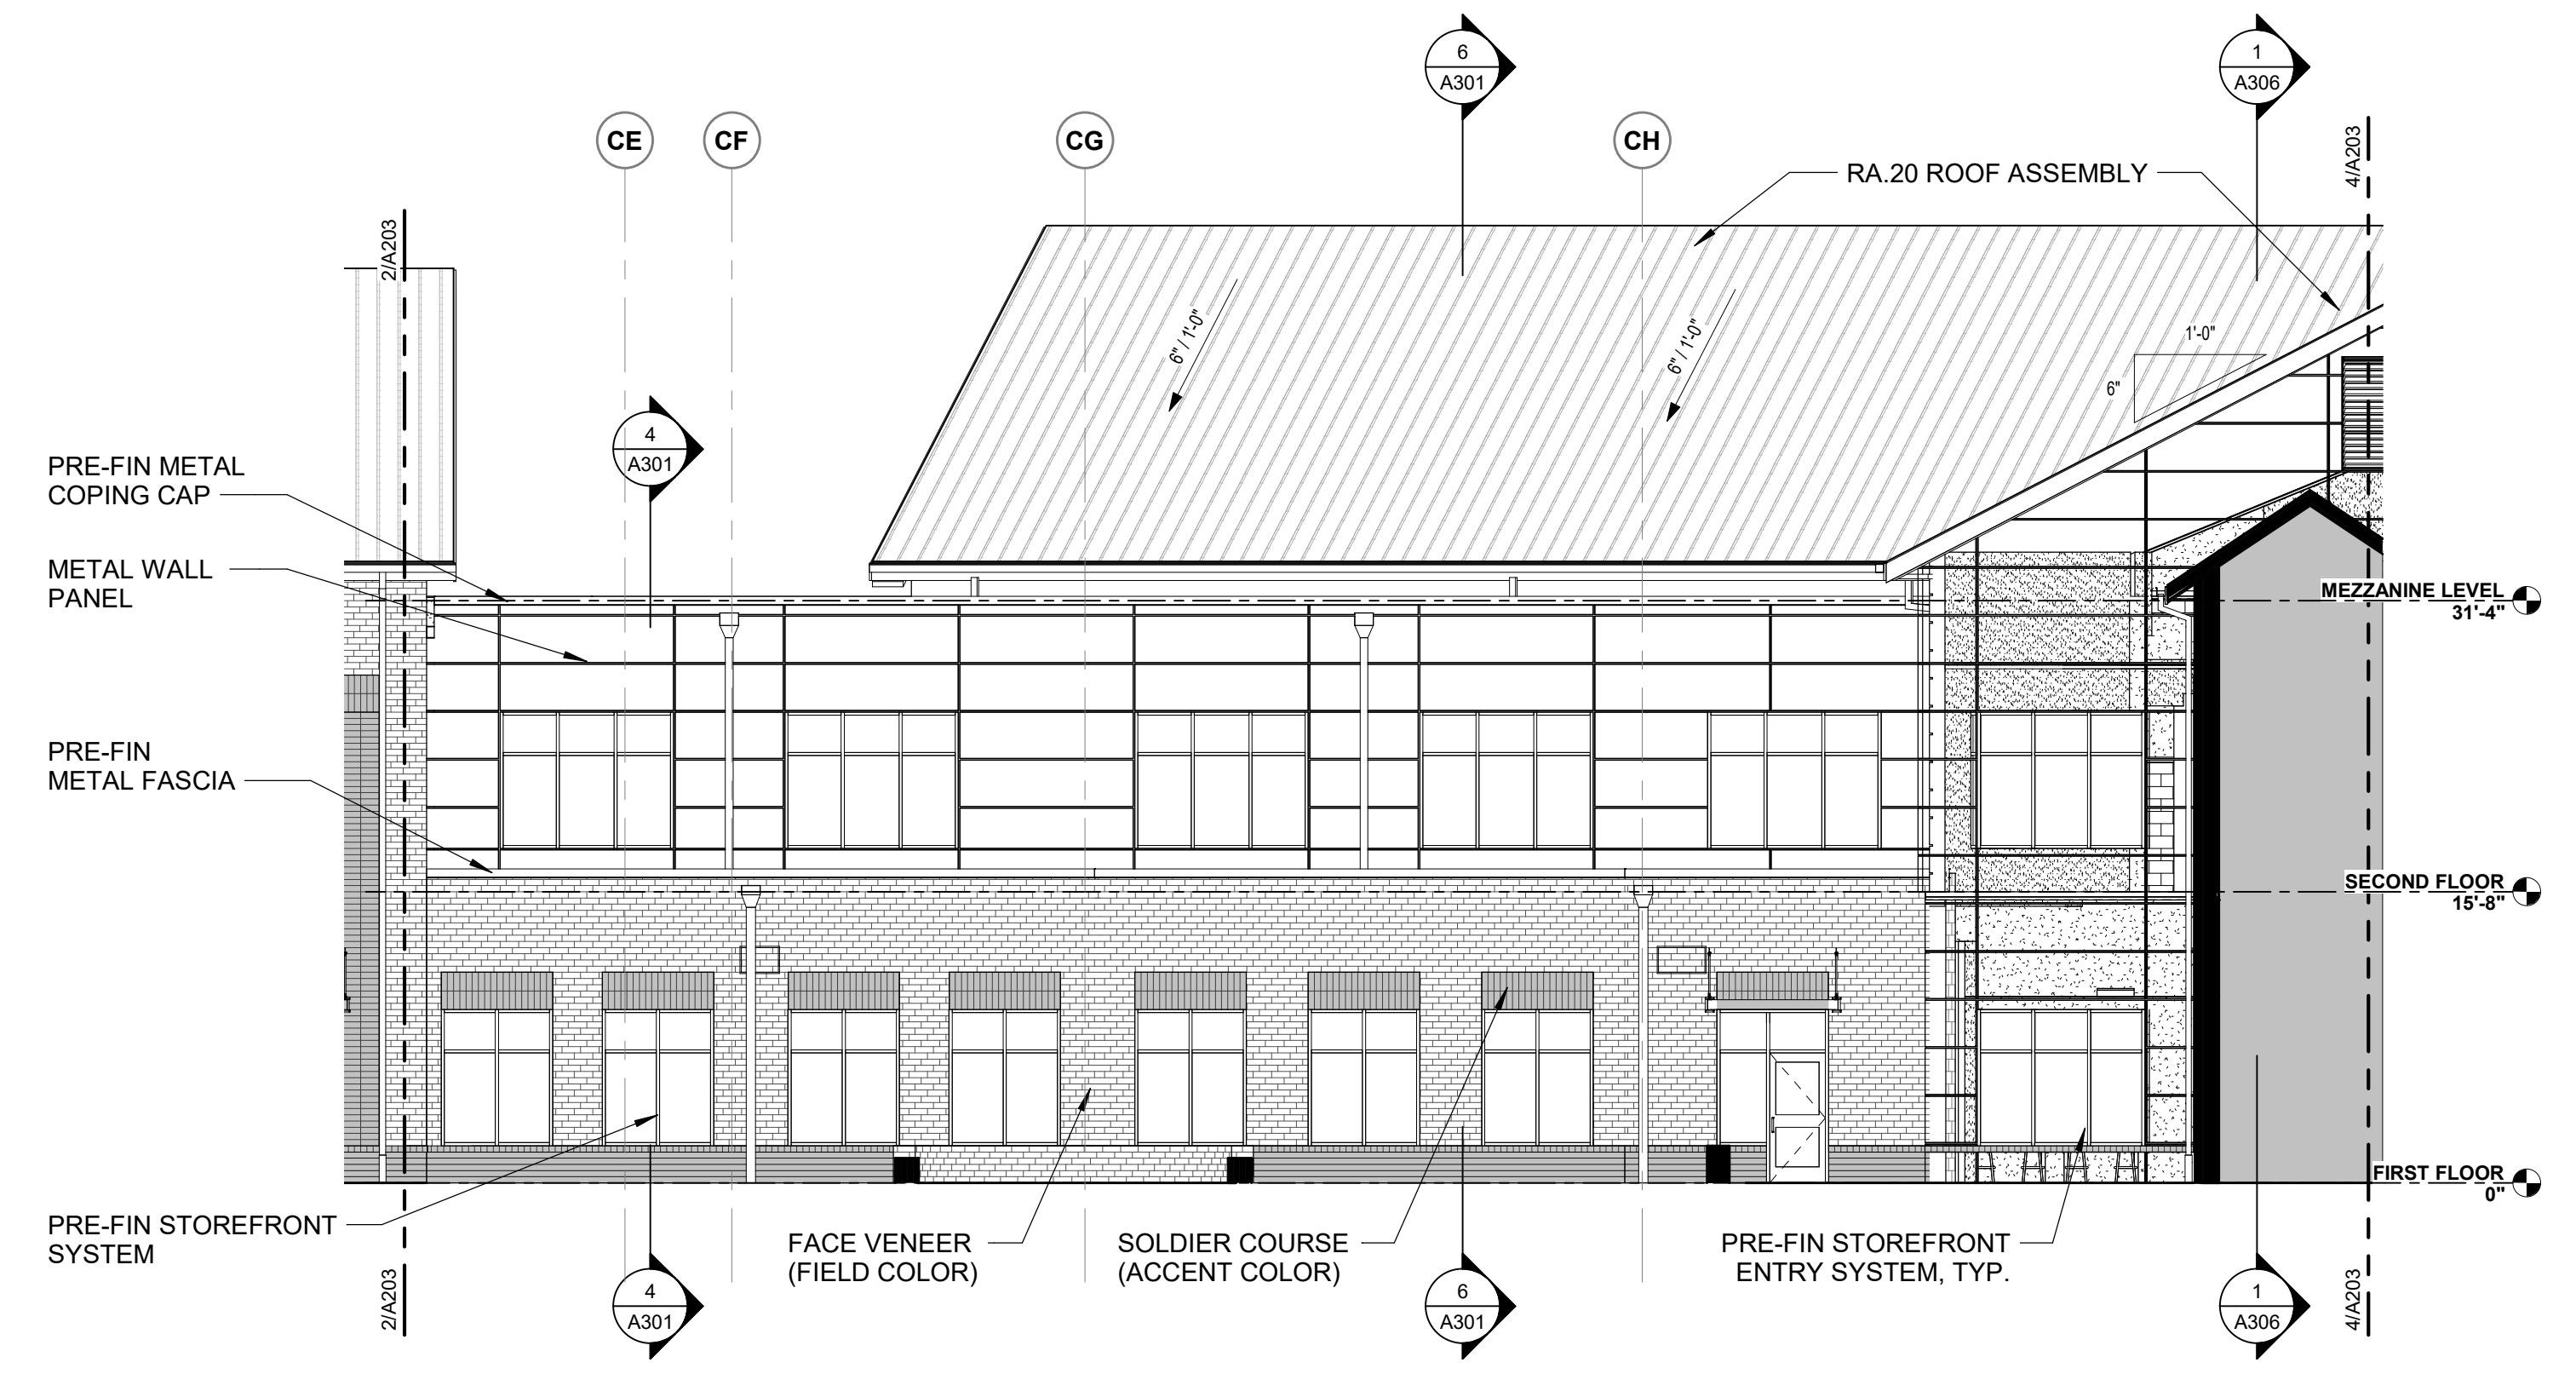 6
A301
1
A306
CE
CF
CG
CH
4/A203
RA.20 ROOF ASSEMBLY
2/A203
6" / 1'-0"
6" / 1'-0"
1'-0"
6"
4
A301
PRE-FIN METAL
COPING CAP
METAL WALL
PANEL
MEZZANINE LEVEL
31'-4"
PRE-FIN
METAL FASCIA
SECOND FLOOR
15'-8"
FIRST FLOOR
0"
PRE-FIN STOREFRONT
SYSTEM
FACE VENEER
(FIELD COLOR)
SOLDIER COURSE
(ACCENT COLOR)
PRE-FIN STOREFRONT
ENTRY SYSTEM, TYP.
2/A203
4
A301
6
A301
1
A306
4/A203